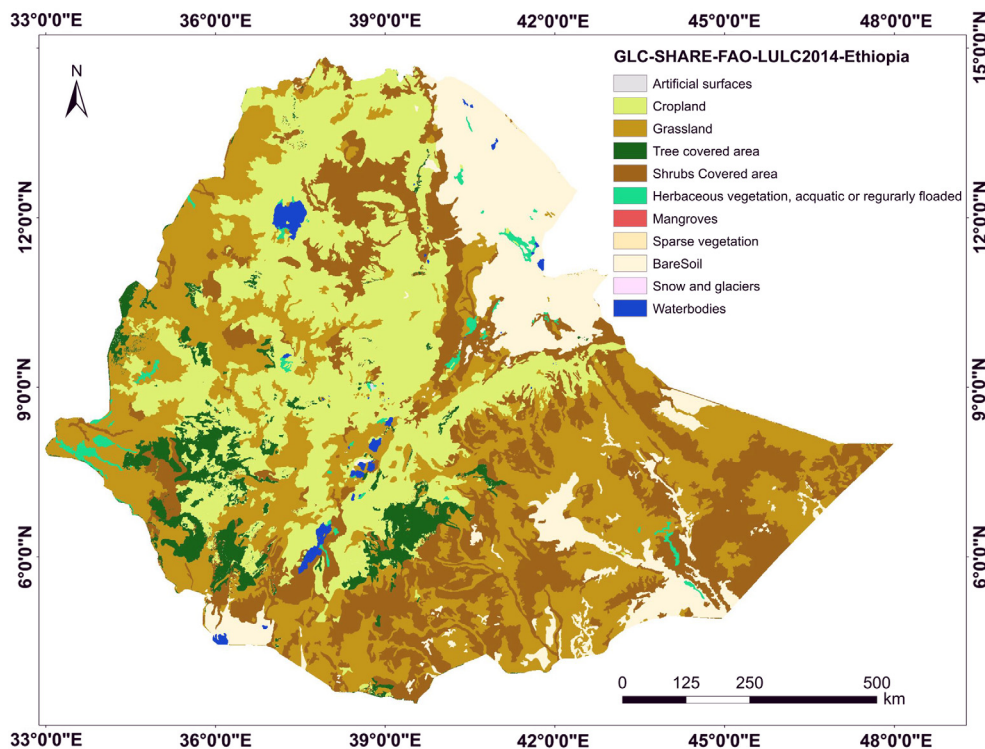 33°0'0"E 36°0'0"E 39°0'0"E 42°0'0"E 45°0'0"E 48°0'0"E
N
GLC-SHARE-FAO-LULC2014-Ethiopia
Artificial surfaces
Cropland
Grassland
Tree covered area
Shrubs Covered area
Herbaceous vegetation, acquatic or regurarly floaded
Mangroves
Sparse vegetation
BareSoil
Snow and glaciers
Waterbodies
15°0'0"N
12°0'0"N 12°0'0"N
9°0'0"N 9°0'0"N
6°0'0"N 6°0'0"N
0 125 250 500
km
33°0'0"E 36°0'0"E 39°0'0"E 42°0'0"E 45°0'0"E 48°0'0"E